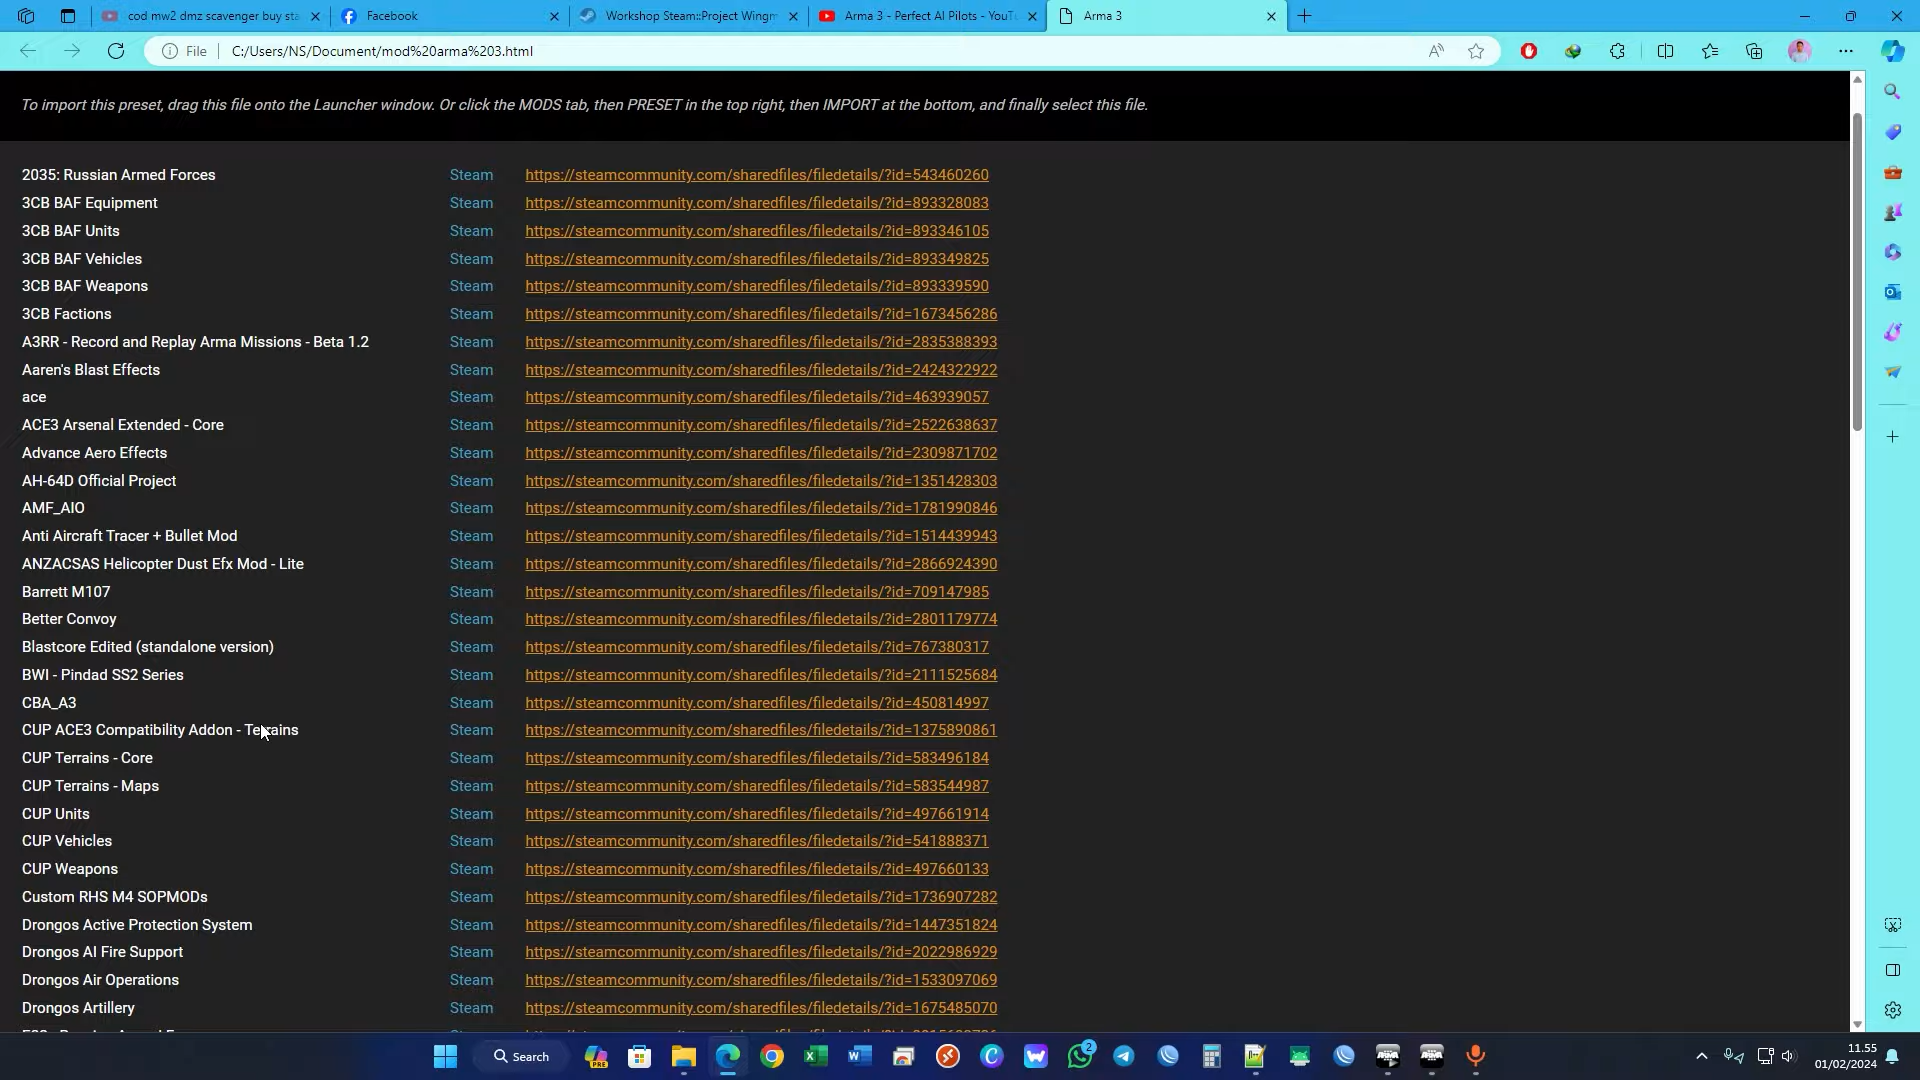 cod mw2 dmz scavenger buy sta
Facebook
Workshop Steam::Project Wingm
Arma 3 - Perfect AI Pilots - YouTu
Arma 3
File
C:/Users/NS/Document/mod%20arma%203.html
To import this preset, drag this file onto the Launcher window. Or click the MODS tab, then PRESET in the top right, then IMPORT at the bottom, and finally select this file.
2035: Russian Armed Forces Steam https://steamcommunity.com/sharedfiles/filedetails/?id=543460260
3CB BAF Equipment Steam https://steamcommunity.com/sharedfiles/filedetails/?id=893328083
3CB BAF Units Steam https://steamcommunity.com/sharedfiles/filedetails/?id=893346105
3CB BAF Vehicles Steam https://steamcommunity.com/sharedfiles/filedetails/?id=893349825
3CB BAF Weapons Steam https://steamcommunity.com/sharedfiles/filedetails/?id=893339590
3CB Factions Steam https://steamcommunity.com/sharedfiles/filedetails/?id=1673456286
A3RR - Record and Replay Arma Missions - Beta 1.2 Steam https://steamcommunity.com/sharedfiles/filedetails/?id=2835388393
Aaren's Blast Effects Steam https://steamcommunity.com/sharedfiles/filedetails/?id=2424322922
ace Steam https://steamcommunity.com/sharedfiles/filedetails/?id=463939057
ACE3 Arsenal Extended - Core Steam https://steamcommunity.com/sharedfiles/filedetails/?id=2522638637
Advance Aero Effects Steam https://steamcommunity.com/sharedfiles/filedetails/?id=2309871702
AH-64D Official Project Steam https://steamcommunity.com/sharedfiles/filedetails/?id=1351428303
AMF_AIO Steam https://steamcommunity.com/sharedfiles/filedetails/?id=1781990846
Anti Aircraft Tracer + Bullet Mod Steam https://steamcommunity.com/sharedfiles/filedetails/?id=1514439943
ANZACSAS Helicopter Dust Efx Mod - Lite Steam https://steamcommunity.com/sharedfiles/filedetails/?id=2866924390
Barrett M107 Steam https://steamcommunity.com/sharedfiles/filedetails/?id=709147985
Better Convoy Steam https://steamcommunity.com/sharedfiles/filedetails/?id=2801179774
Blastcore Edited (standalone version) Steam https://steamcommunity.com/sharedfiles/filedetails/?id=767380317
BWI - Pindad SS2 Series Steam https://steamcommunity.com/sharedfiles/filedetails/?id=2111525684
CBA_A3 Steam https://steamcommunity.com/sharedfiles/filedetails/?id=450814997
CUP ACE3 Compatibility Addon - Terrains Steam https://steamcommunity.com/sharedfiles/filedetails/?id=1375890861
CUP Terrains - Core Steam https://steamcommunity.com/sharedfiles/filedetails/?id=583496184
CUP Terrains - Maps Steam https://steamcommunity.com/sharedfiles/filedetails/?id=583544987
CUP Units Steam https://steamcommunity.com/sharedfiles/filedetails/?id=497661914
CUP Vehicles Steam https://steamcommunity.com/sharedfiles/filedetails/?id=541888371
CUP Weapons Steam https://steamcommunity.com/sharedfiles/filedetails/?id=497660133
Custom RHS M4 SOPMODs Steam https://steamcommunity.com/sharedfiles/filedetails/?id=1736907282
Drongos Active Protection System Steam https://steamcommunity.com/sharedfiles/filedetails/?id=1447351824
Drongos AI Fire Support Steam https://steamcommunity.com/sharedfiles/filedetails/?id=2022986929
Drongos Air Operations Steam https://steamcommunity.com/sharedfiles/filedetails/?id=1533097069
Drongos Artillery Steam https://steamcommunity.com/sharedfiles/filedetails/?id=1675485070
Search
PRE
2
11.55
01/02/2024